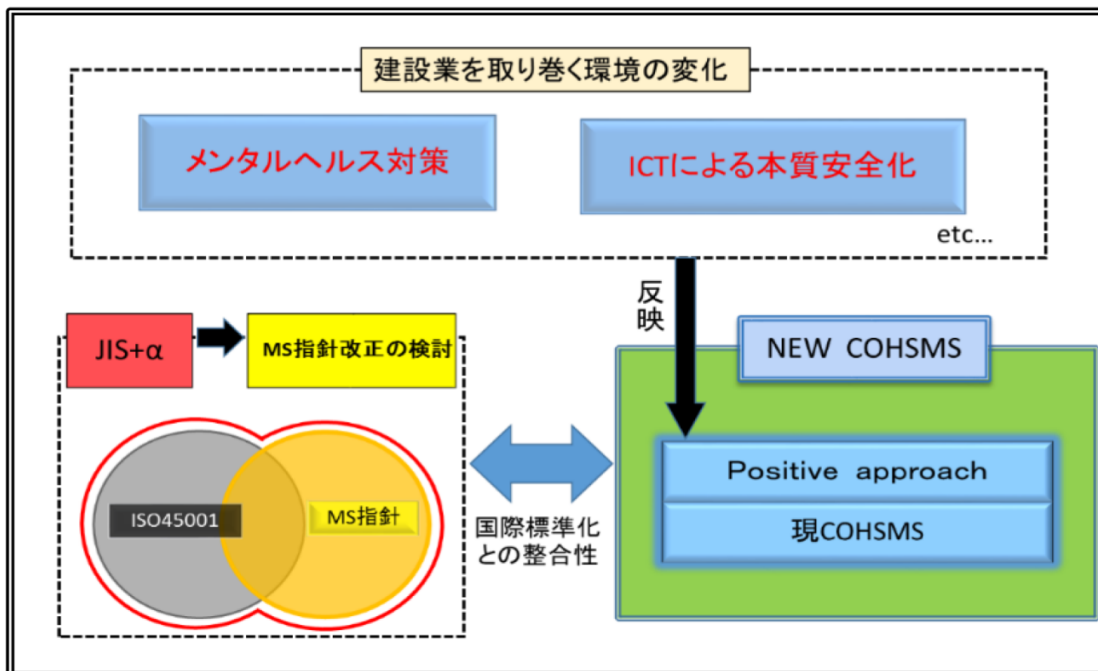 建設業を取り巻く環境の変化
メンタルヘルス対策
ICTによる本質安全化
etc...
反映
JIS+α
MS指針改正の検討
NEW COHSMS
ISO45001
MS指針
国際標準化
との整合性
Positive approach
現COHSMS